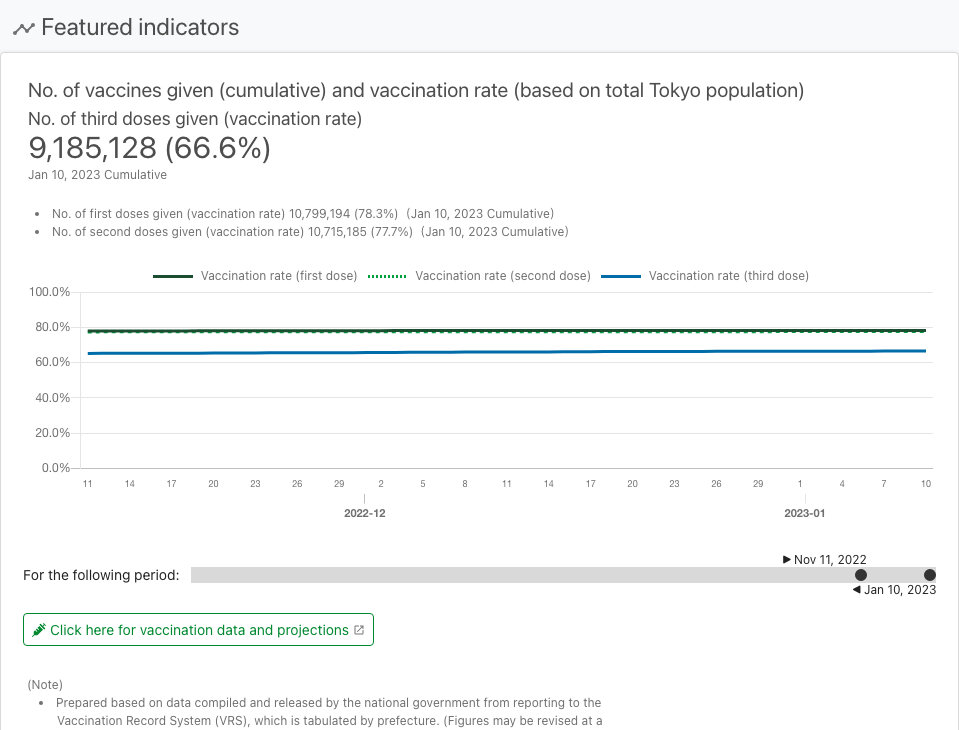 Featured indicators
No. of vaccines given (cumulative) and vaccination rate (based on total Tokyo population)
No. of third doses given (vaccination rate)
9,185,128 (66.6%)
Jan 10, 2023 Cumulative
• No. of first doses given (vaccination rate) 10,799,194 (78.3%) (Jan 10, 2023 Cumulative)
• No. of second doses given (vaccination rate) 10,715,185 (77.7%) (Jan 10, 2023 Cumulative)
Vaccination rate (first dose) Vaccination rate (second dose) Vaccination rate (third dose)
100.0%
80.0%
60.0%
40.0%
20.0%
0.0%
11 14 17 20 23 26 29 2 5 8 11 14 17 20 23 26 29 1 4 7 10
2022-12 2023-01
▶ Nov 11, 2022
For the following period:
◀ Jan 10, 2023
Click here for vaccination data and projections
(Note)
• Prepared based on data compiled and released by the national government from reporting to the
Vaccination Record System (VRS), which is tabulated by prefecture. (Figures may be revised at a